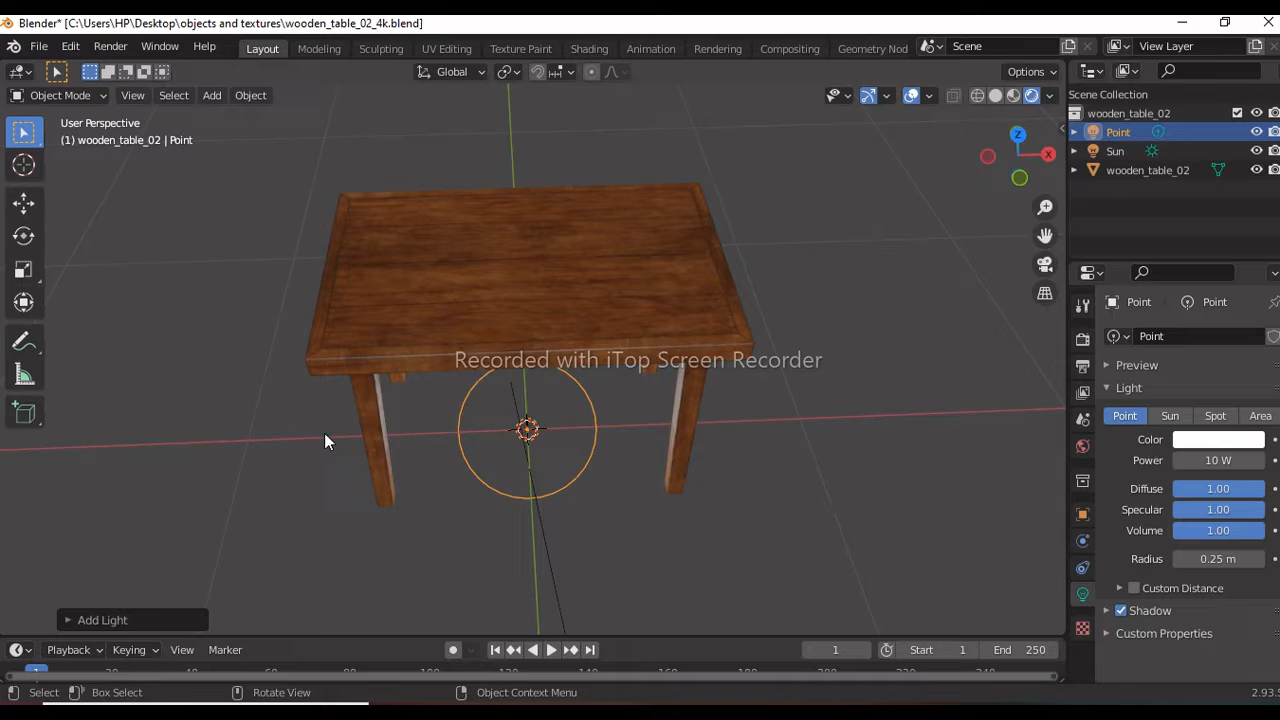 Blender* [C:\Users\HP\Desktop\objects and textures\wooden_table_02_4k.blend]
File Edit Render Window Help Layout Modeling Sculpting UV Editing Texture Paint Shading Animation Rendering Compositing Geometry Nod Scene View Layer
Global Options
Object Mode View Select Add Object
Scene Collection
wooden_table_02
Point
Sun
wooden_table_02
User Perspective
(1) wooden_table_02 | Point
Z
X
Recorded with iTop Screen Recorder
Point Point
Point
Preview
Light
Point Sun Spot Area
Color
Power 10 W
Diffuse 1.00
Specular 1.00
Volume 1.00
Radius 0.25 m
Custom Distance
Shadow
Custom Properties
Add Light
Playback Keying View Marker 1 Start 1 End 250
1
Select Box Select Rotate View Object Context Menu 2.93.5